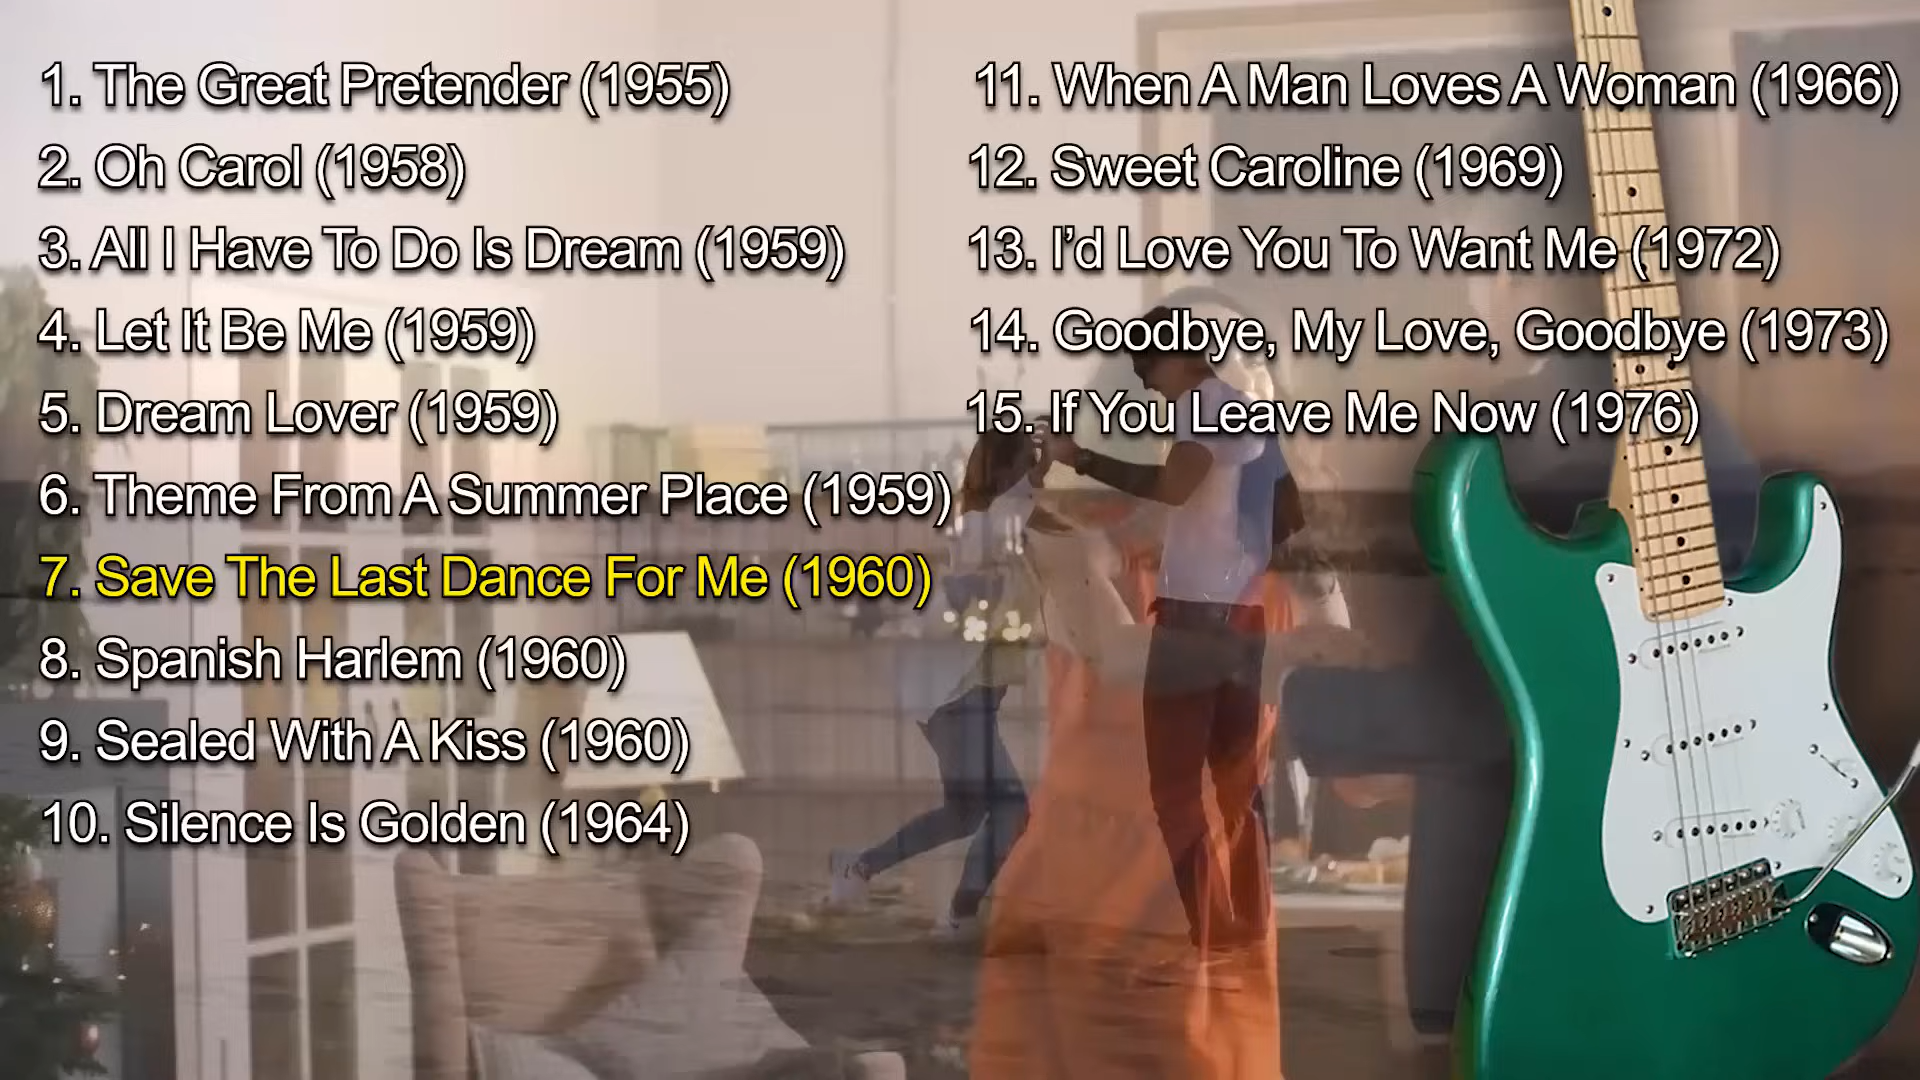 1. The Great Pretender (1955)
2. Oh Carol (1958)
3. All I Have To Do Is Dream (1959)
4. Let It Be Me (1959)
5. Dream Lover (1959)
6. Theme From A Summer Place (1959)
7. Save The Last Dance For Me (1960)
8. Spanish Harlem (1960)
9. Sealed With A Kiss (1960)
10. Silence Is Golden (1964)
11. When A Man Loves A Woman (1966)
12. Sweet Caroline (1969)
13. I’d Love You To Want Me (1972)
14. Goodbye, My Love, Goodbye (1973)
15. If You Leave Me Now (1976)